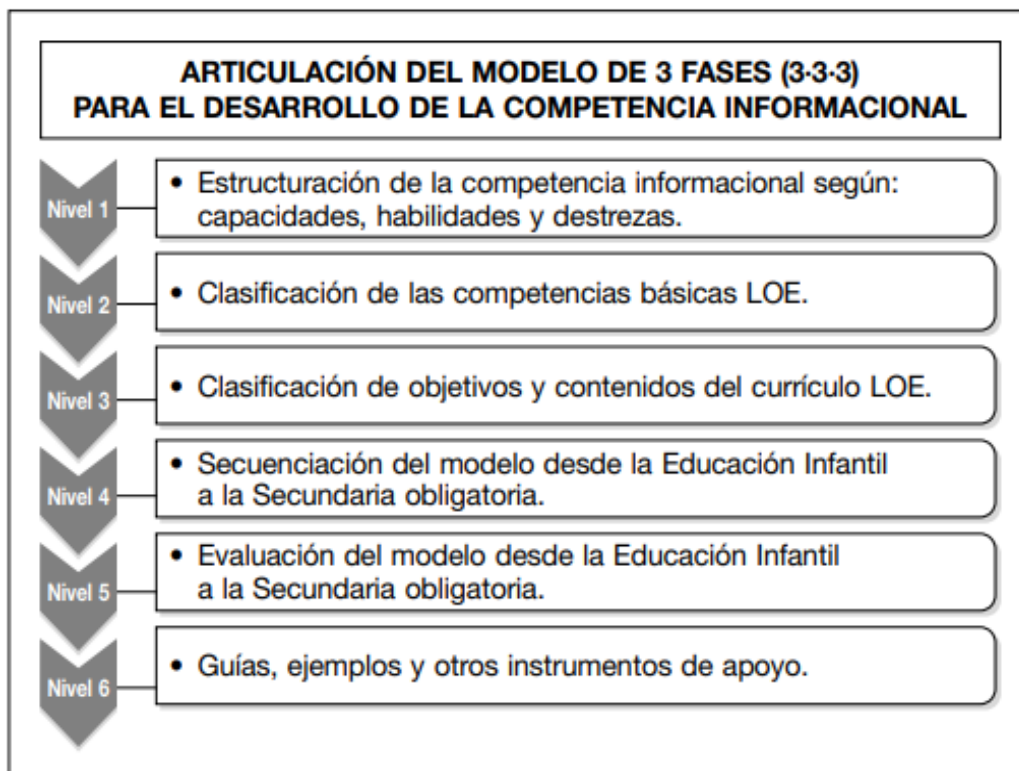 ARTICULACIÓN DEL MODELO DE 3 FASES (3·3·3)
PARA EL DESARROLLO DE LA COMPETENCIA INFORMACIONAL
Nivel 1
• Estructuración de la competencia informacional según:
capacidades, habilidades y destrezas.
Nivel 2
• Clasificación de las competencias básicas LOE.
Nivel 3
• Clasificación de objetivos y contenidos del currículo LOE.
Nivel 4
• Secuenciación del modelo desde la Educación Infantil
a la Secundaria obligatoria.
Nivel 5
• Evaluación del modelo desde la Educación Infantil
a la Secundaria obligatoria.
Nivel 6
• Guías, ejemplos y otros instrumentos de apoyo.